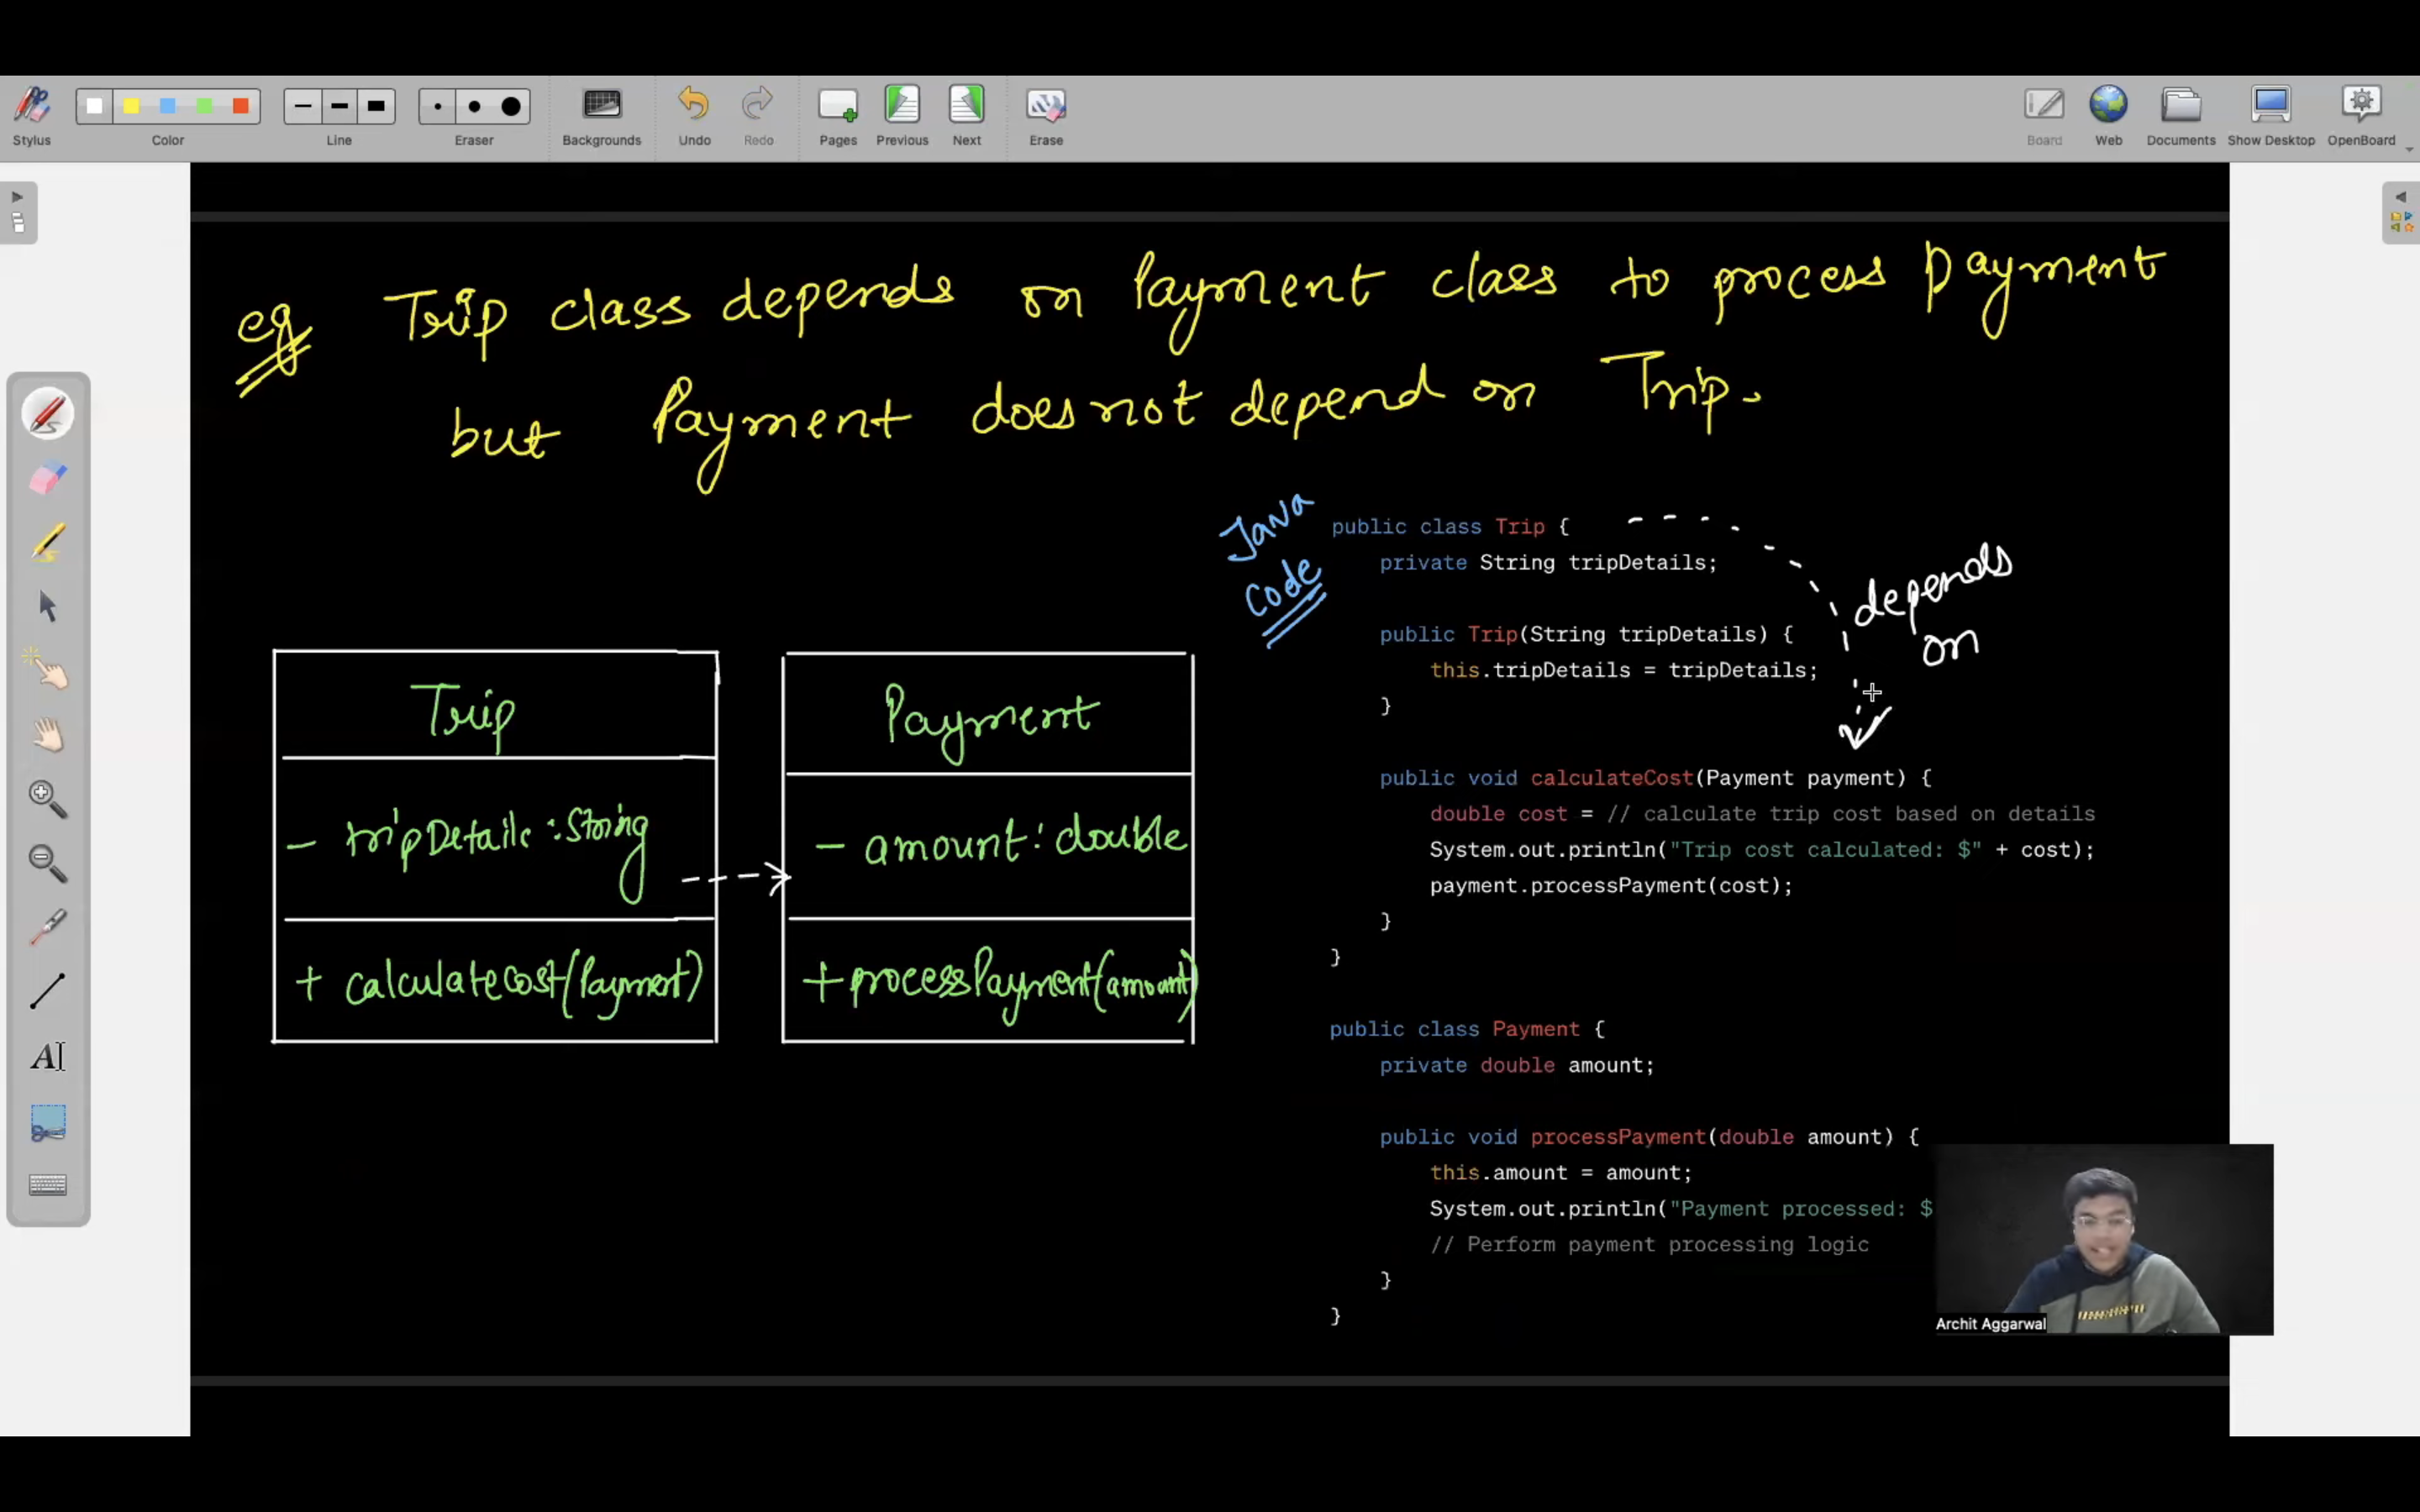 Stylus
Color
Line
Eraser
Backgrounds
Undo
Redo
Pages
Previous
Next
Erase
Board
Web
Documents
Show Desktop
OpenBoard
eg Trip class depends on Payment class to process Payment
but Payment does not depend on Trip.
Java
Code
public class Trip {
private String tripDetails;
public Trip(String tripDetails) {
this.tripDetails = tripDetails;
}
public void calculateCost(Payment payment) {
double cost = // calculate trip cost based on details
System.out.println("Trip cost calculated: $" + cost);
payment.processPayment(cost);
}
}
public class Payment {
private double amount;
public void processPayment(double amount) {
this.amount = amount;
System.out.println("Payment processed: $
// Perform payment processing logic
}
}
depends
on
Trip
- tripDetails : String
+ calculateCost(Payment)
Payment
- amount : double
+ processPayment(amount)
AI
Archit Aggarwal